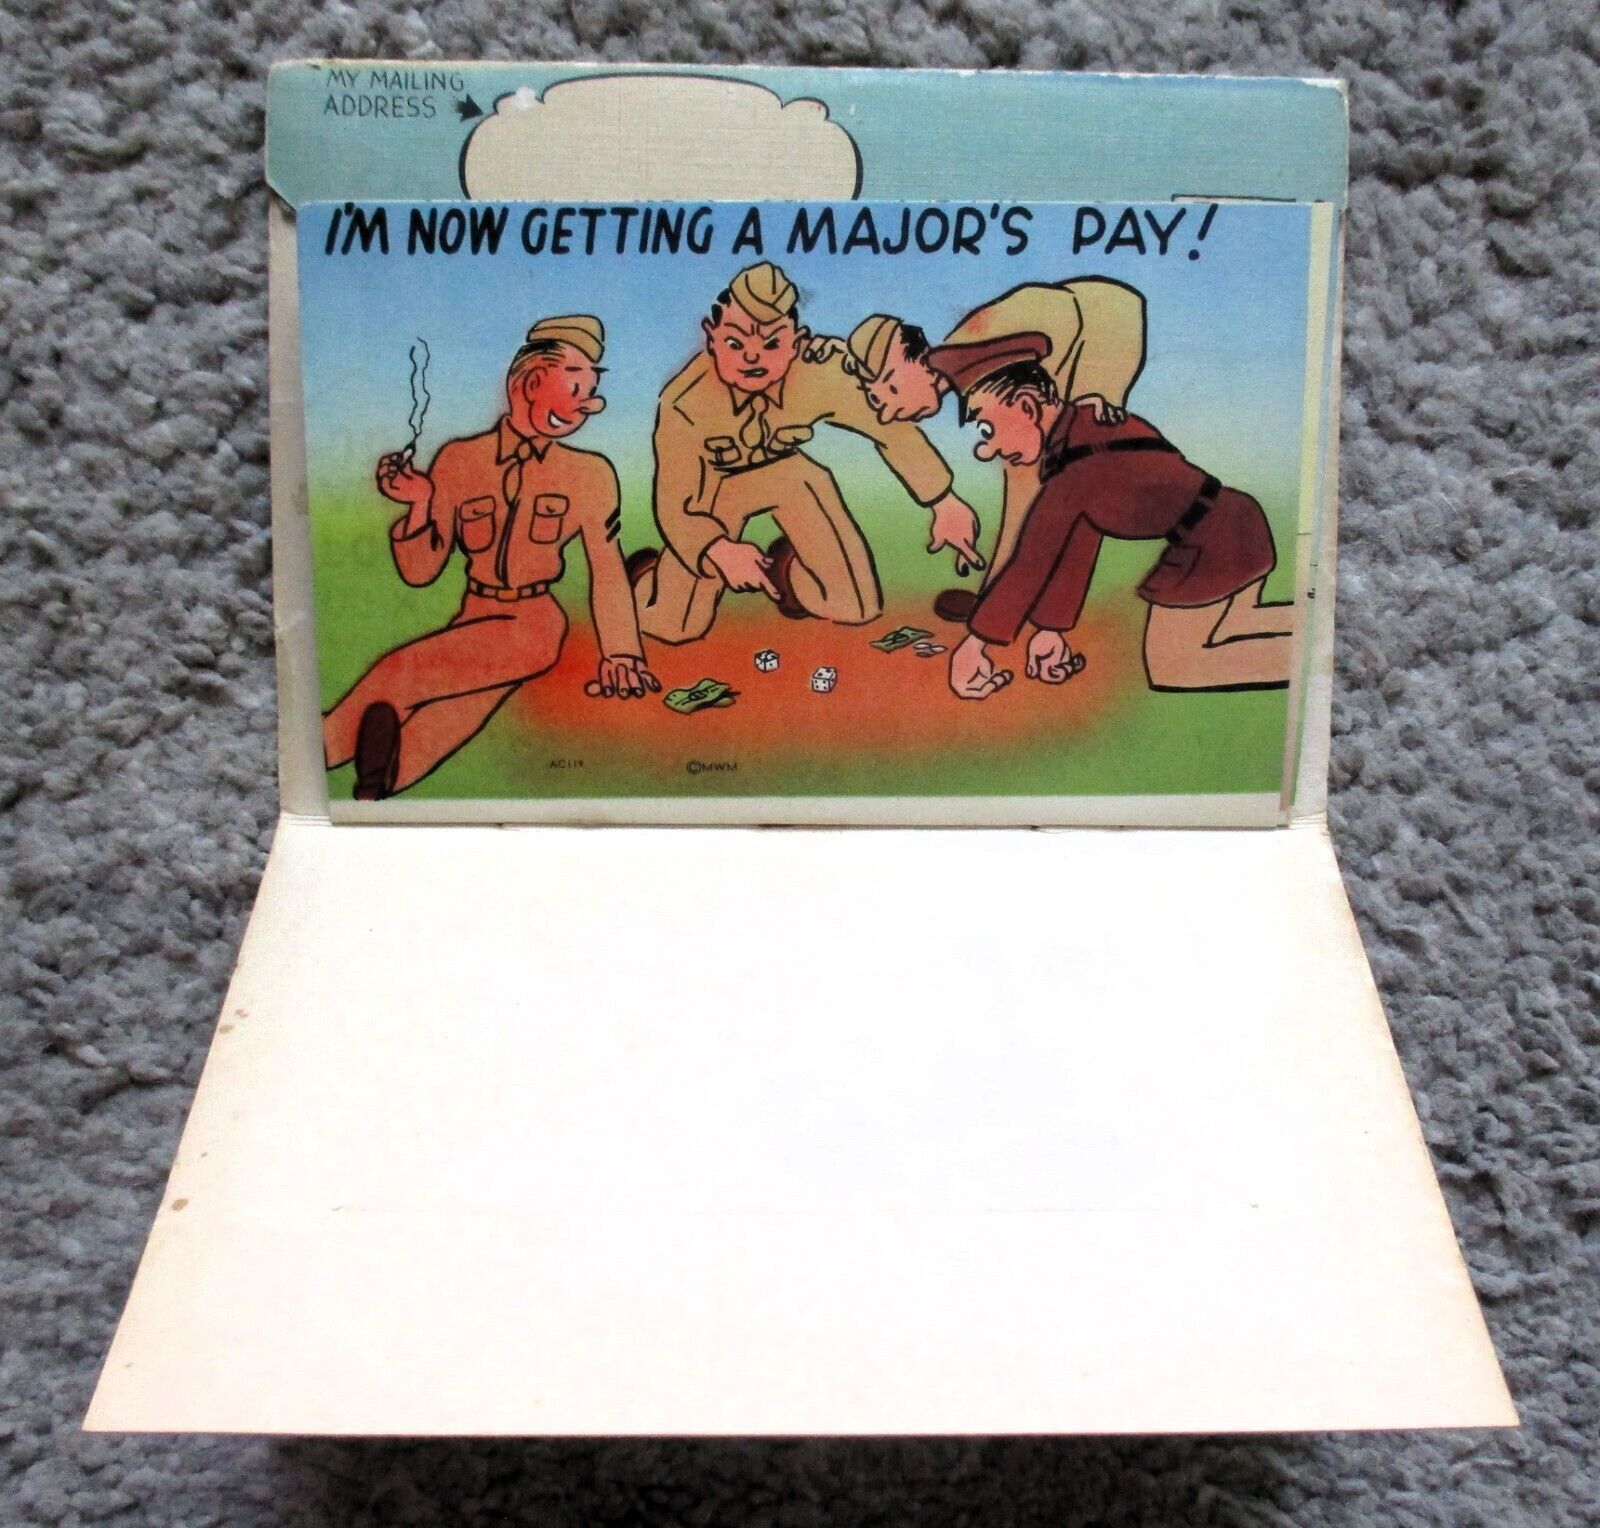 MY MAILING
ADDRESS
I'M NOW GETTING A MAJOR'S PAY!
AC119
©MWM